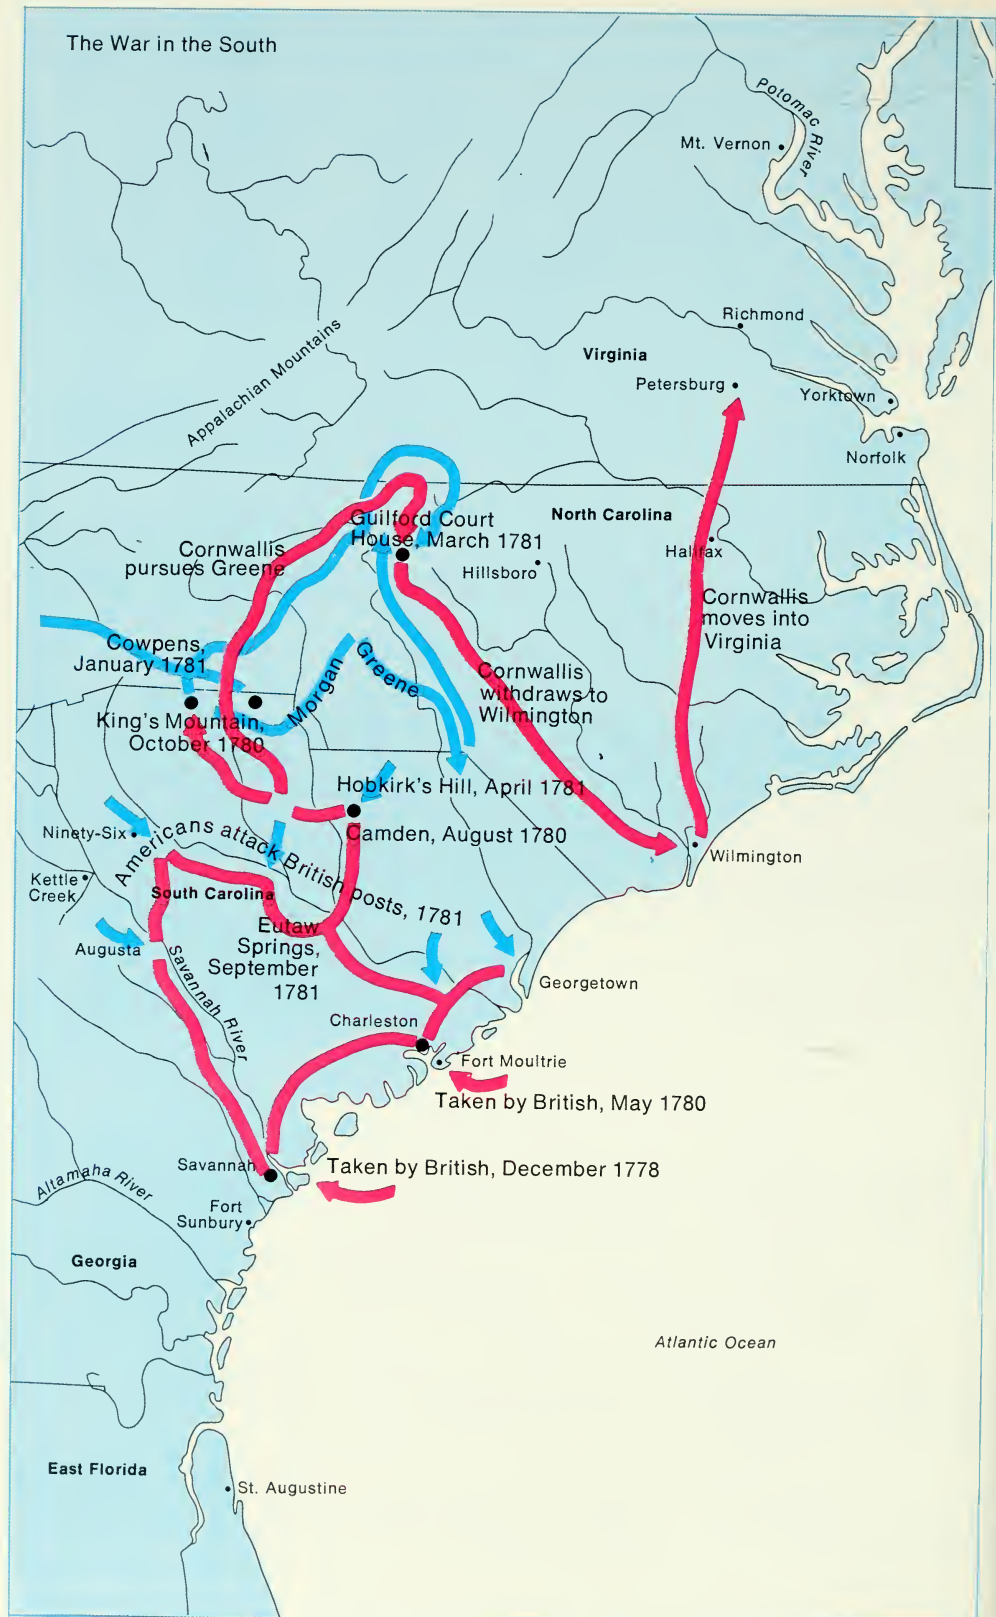 The War in the South
Potomac River
Mt. Vernon
Richmond
Virginia
Petersburg
Yorktown
Norfolk
Appalachian Mountains
Guilford Court
House, March 1781
North Carolina
Cornwallis
pursues Greene
Hillsboro
Halifax
Cornwallis
moves into
Virginia
Cowpens,
January 1781
Morgan
Greene
Cornwallis
withdraws to
Wilmington
King's Mountain,
October 1780
Hobkirk's Hill, April 1781
Camden, August 1780
Ninety-Six
Americans attack British posts, 1781
Wilmington
Kettle
Creek
South Carolina
Eutaw
Springs,
September
1781
Augusta
Savannah River
Georgetown
Charleston
Fort Moultrie
Taken by British, May 1780
Savannah
Taken by British, December 1778
Altamaha River
Fort
Sunbury
Georgia
Atlantic Ocean
East Florida
St. Augustine